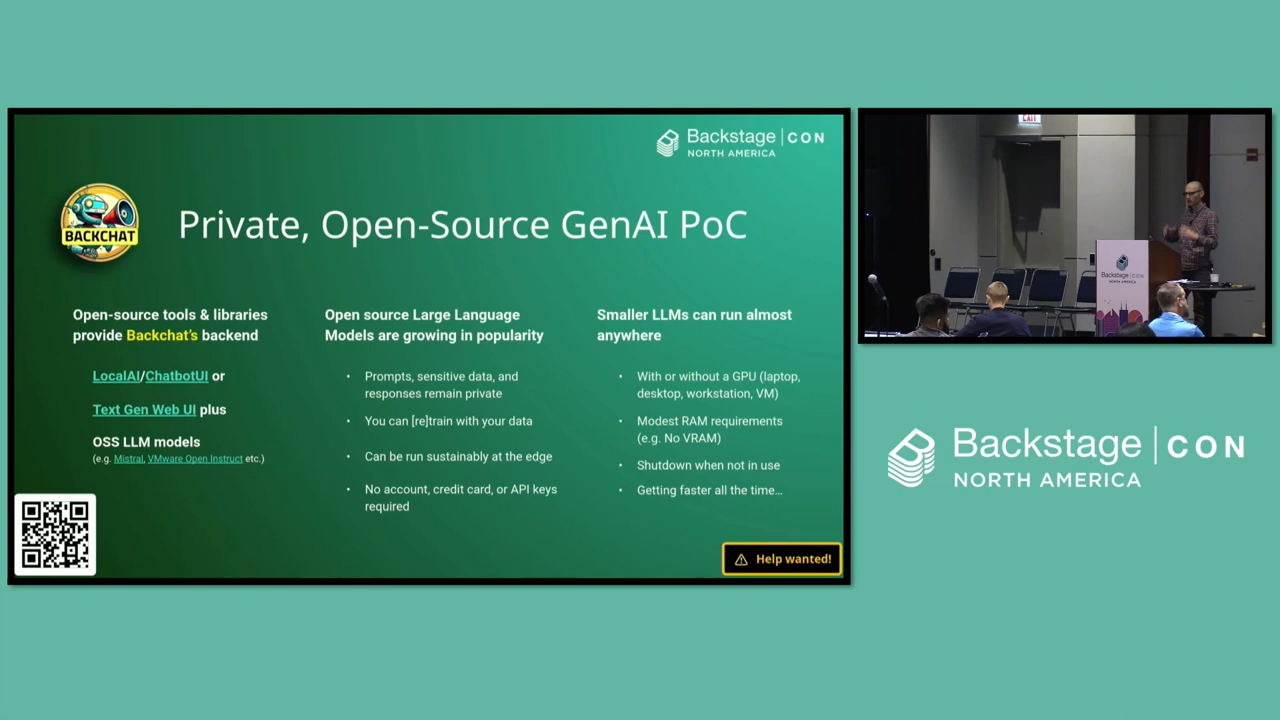 Backstage | CON
NORTH AMERICA
BACKCHAT
Private, Open-Source GenAI PoC
Open-source tools & libraries
provide Backchat's backend
LocalAI/ChatbotUI or
Text Gen Web UI plus
OSS LLM models
(e.g. Mistral, VMware Open Instruct etc.)
Open source Large Language
Models are growing in popularity
• Prompts, sensitive data, and
responses remain private
• You can [re]train with your data
• Can be run sustainably at the edge
• No account, credit card, or API keys
required
Smaller LLMs can run almost
anywhere
• With or without a GPU (laptop,
desktop, workstation, VM)
• Modest RAM requirements
(e.g. No VRAM)
• Shutdown when not in use
• Getting faster all the time…
Help wanted!
EXIT
Backstage | CON
NORTH AMERICA
Backstage | CON
NORTH AMERICA